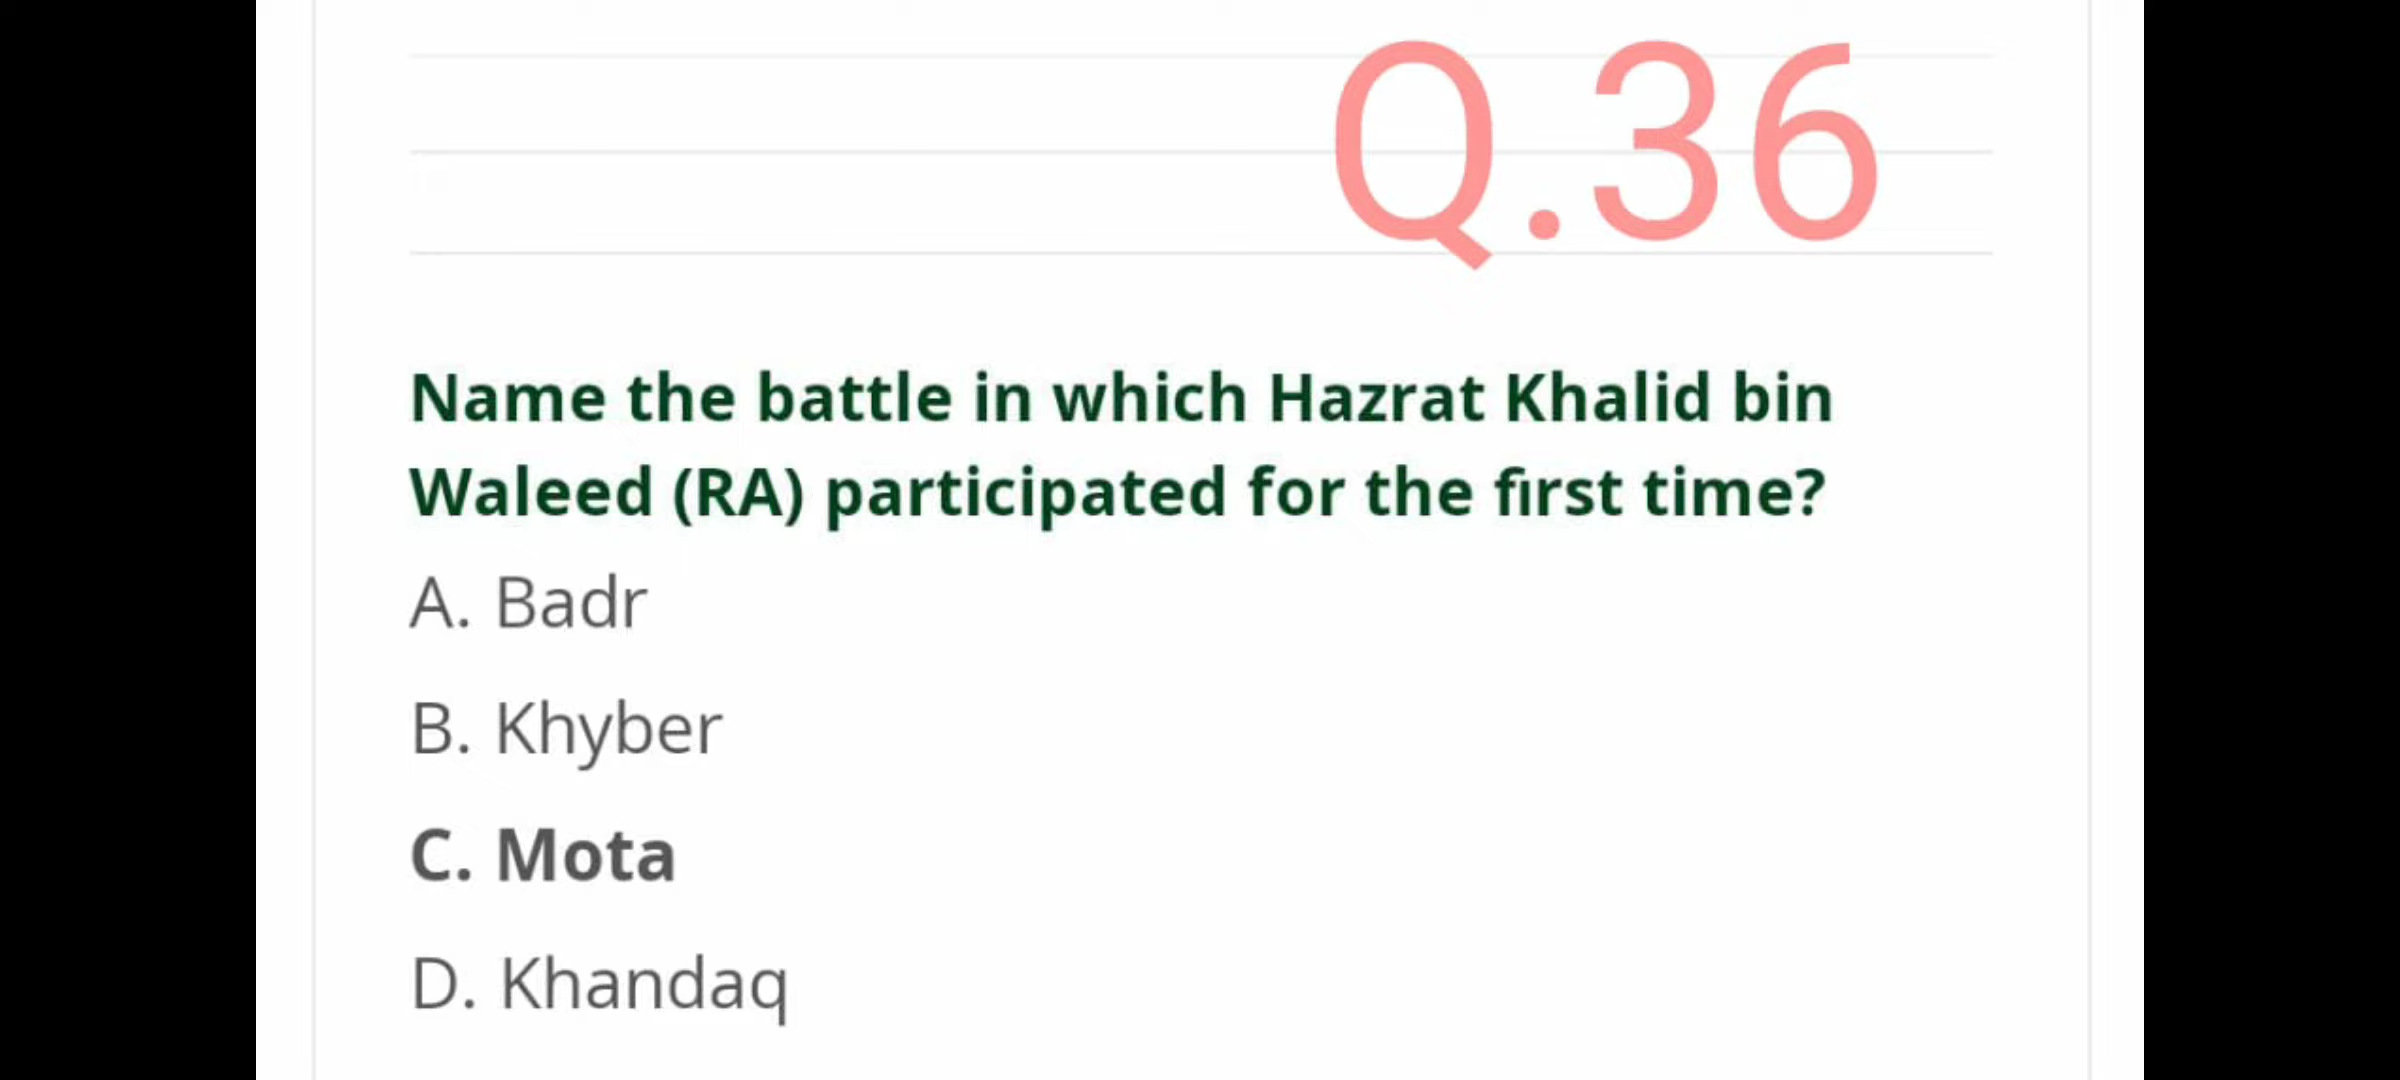 Q.36
Name the battle in which Hazrat Khalid bin
Waleed (RA) participated for the first time?
A. Badr
B. Khyber
C. Mota
D. Khandaq